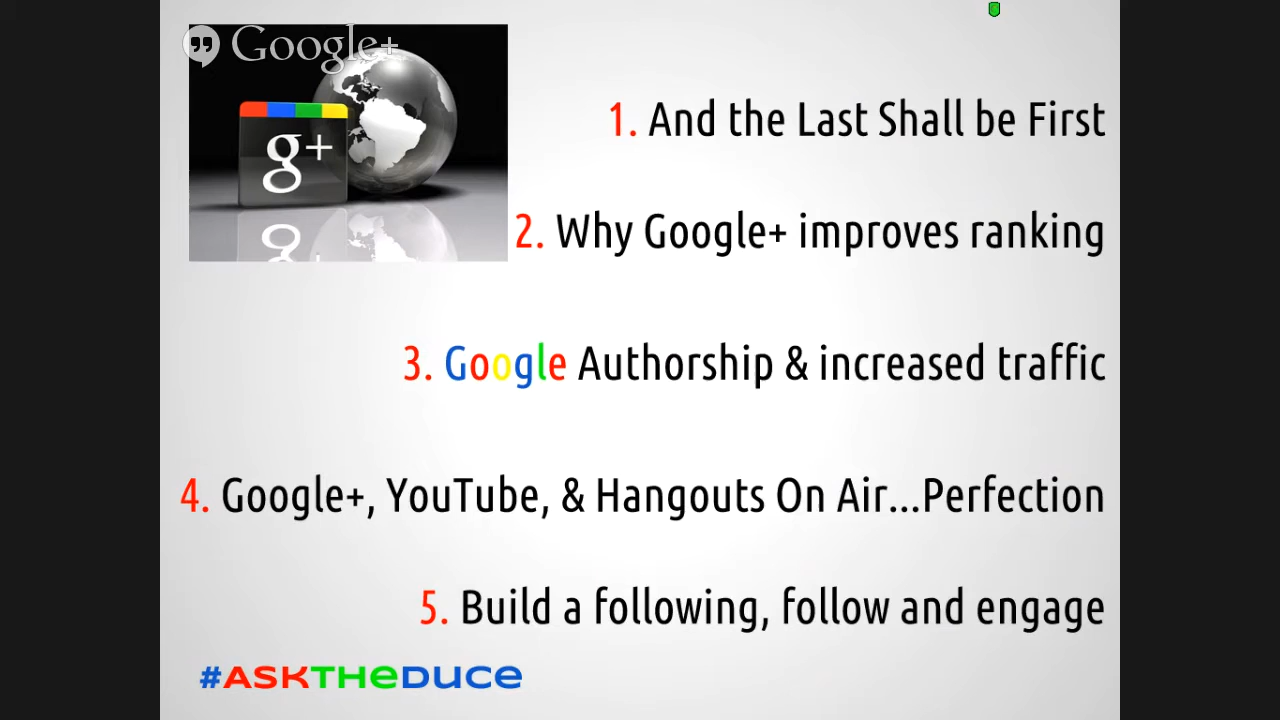 Google+
g+
1. And the Last Shall be First
2. Why Google+ improves ranking
3. Google Authorship & increased traffic
4. Google+, YouTube, & Hangouts On Air...Perfection
5. Build a following, follow and engage
#ASKTHeDUCe